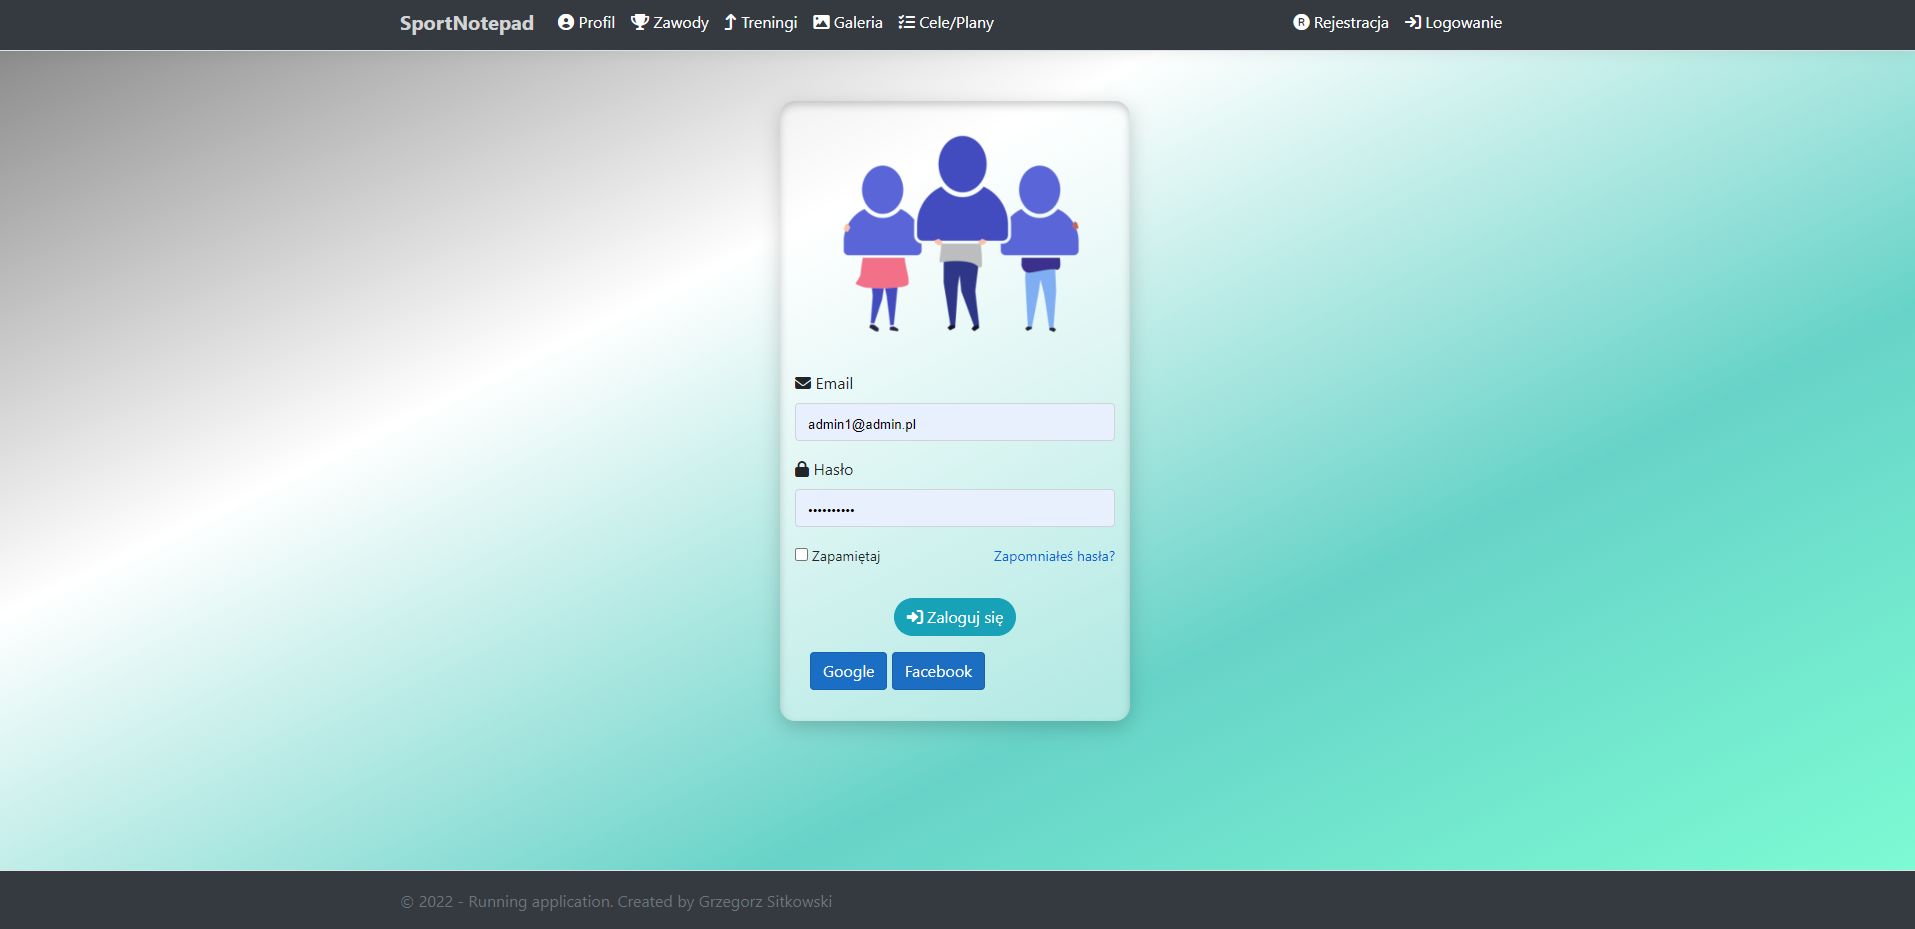 SportNotepad Profil Zawody Treningi Galeria Cele/Plany Rejestracja Logowanie
Email
admin1@admin.pl
Hasło
••••••••••
Zapamiętaj Zapomniałeś hasła?
Zaloguj się
Google Facebook
© 2022 - Running application. Created by Grzegorz Sitkowski